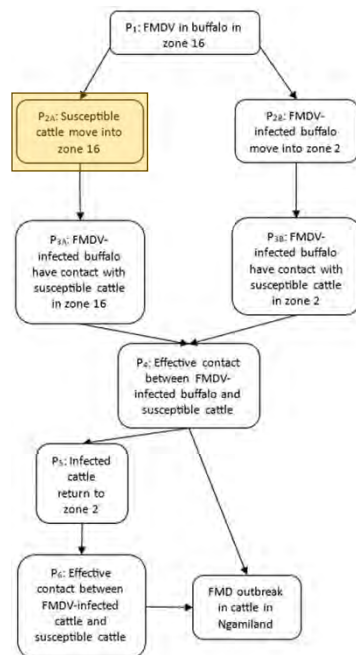 P₁: FMDV in buffalo in
zone 16
P₂ₐ: Susceptible
cattle move into
zone 16
P₂ʙ: FMDV-
infected buffalo
move into zone 2
P₃ₐ: FMDV-
infected buffalo
have contact with
susceptible cattle
in zone 16
P₃ʙ: FMDV-
infected buffalo
have contact with
susceptible cattle
in zone 2
P₄: Effective contact
between FMDV-
infected buffalo and
susceptible cattle
P₅: Infected
cattle
return to
zone 2
P₆: Effective
contact between
FMDV-infected
cattle and
susceptible cattle
FMD outbreak
in cattle in
Ngamiland